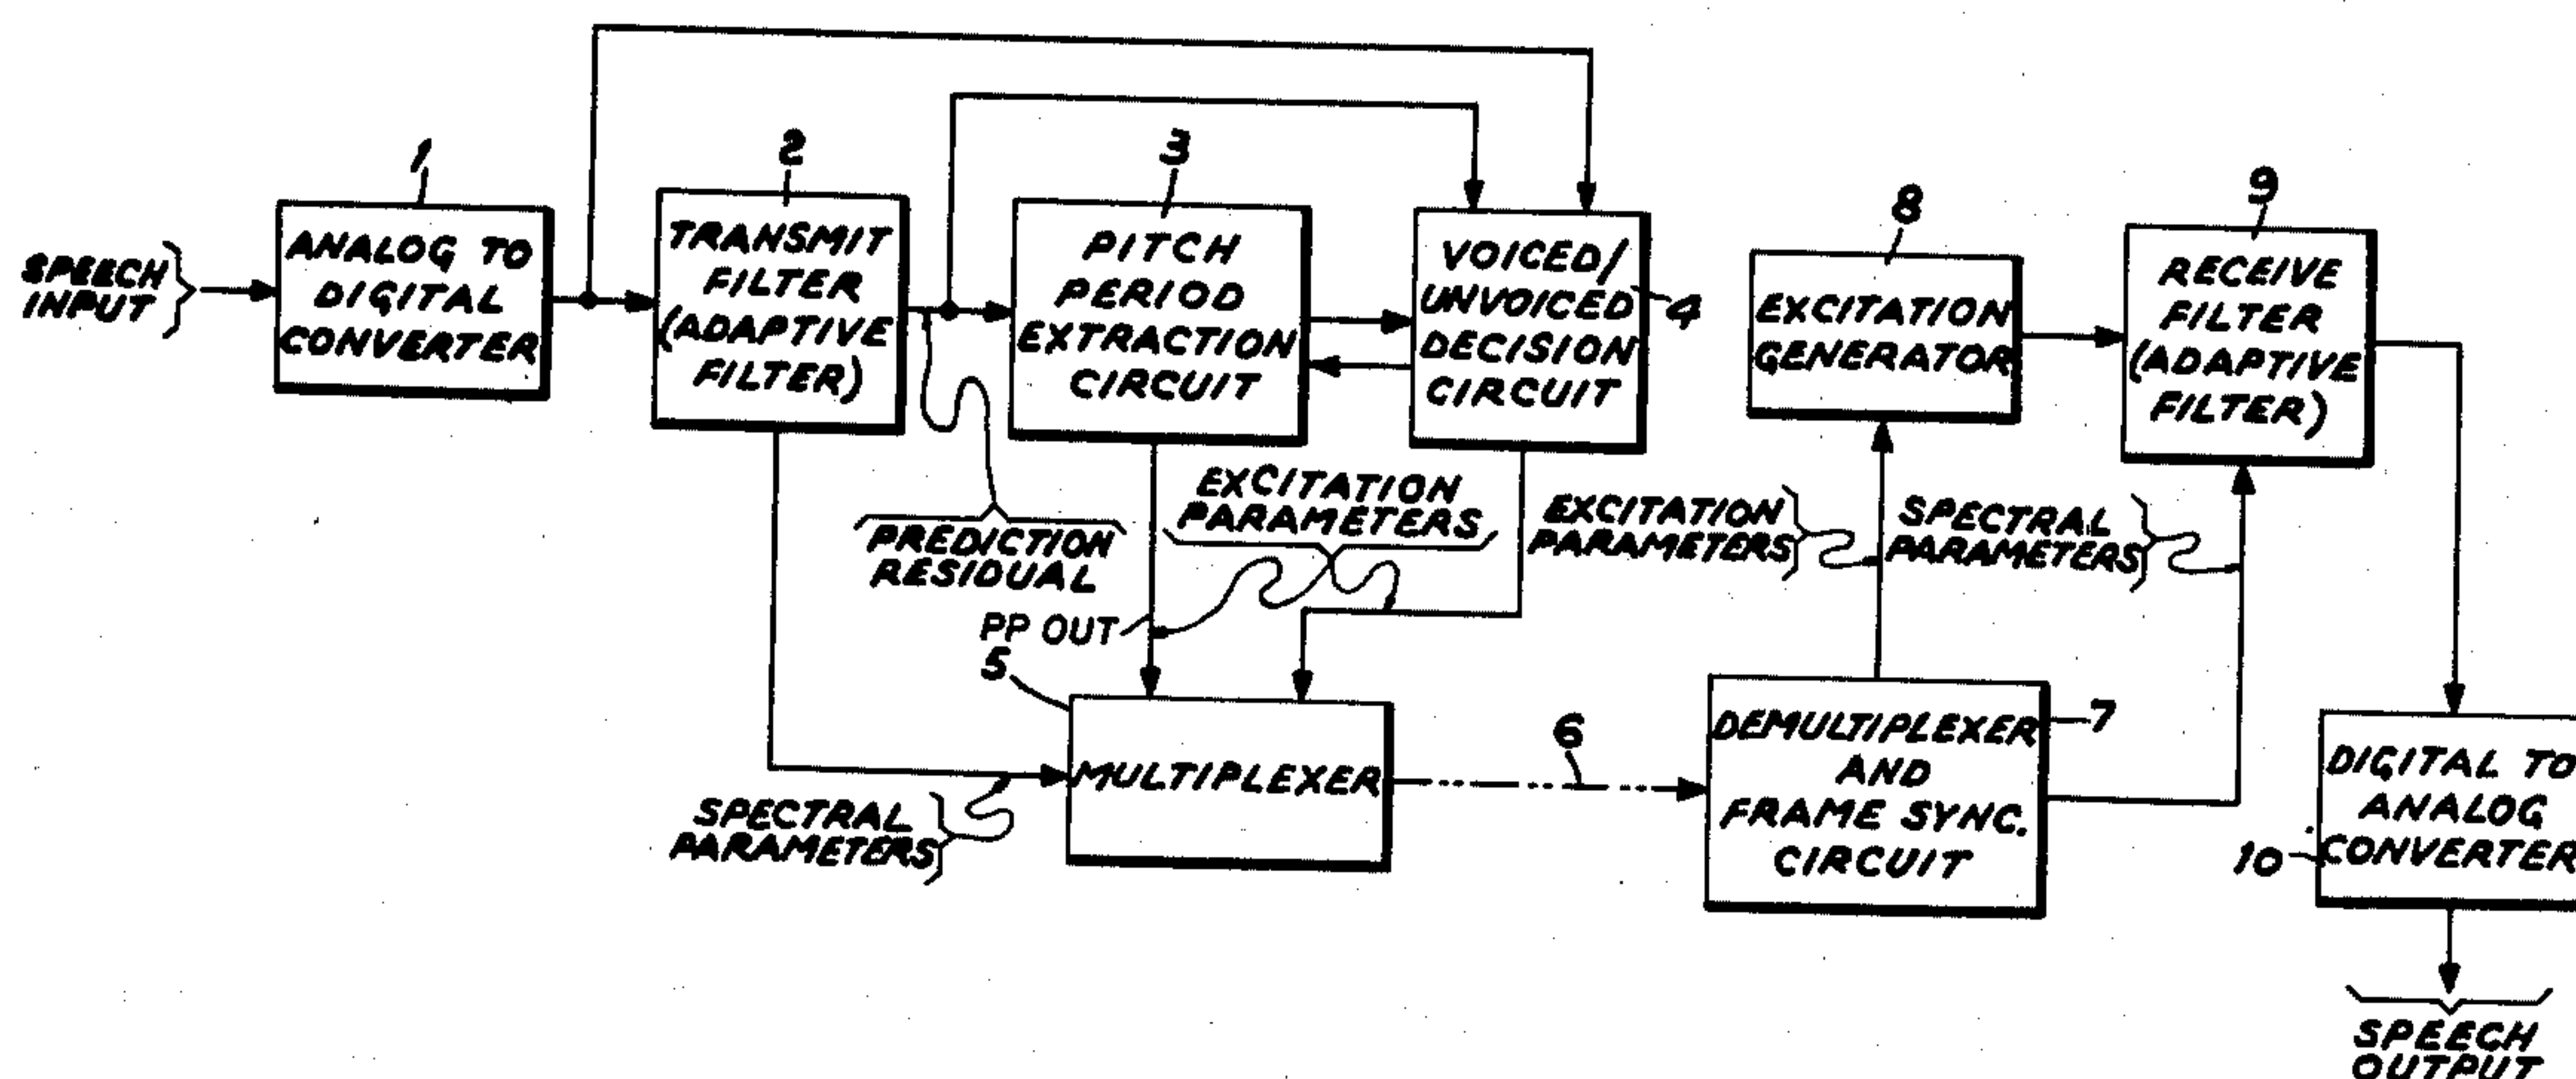 1
2
3
8
9
SPEECH
INPUT
ANALOG TO
DIGITAL
CONVERTER
TRANSMIT
FILTER
(ADAPTIVE
FILTER)
PITCH
PERIOD
EXTRACTION
CIRCUIT
VOICED/
UNVOICED
DECISION
CIRCUIT
4
EXCITATION
GENERATOR
RECEIVE
FILTER
(ADAPTIVE
FILTER)
PREDICTION
RESIDUAL
EXCITATION
PARAMETERS
EXCITATION
PARAMETERS
SPECTRAL
PARAMETERS
PP OUT
5
MULTIPLEXER
SPECTRAL
PARAMETERS
6
DEMULTIPLEXER
AND
FRAME SYNC.
CIRCUIT
7
DIGITAL TO
ANALOG
CONVERTER
10
SPEECH
OUTPUT